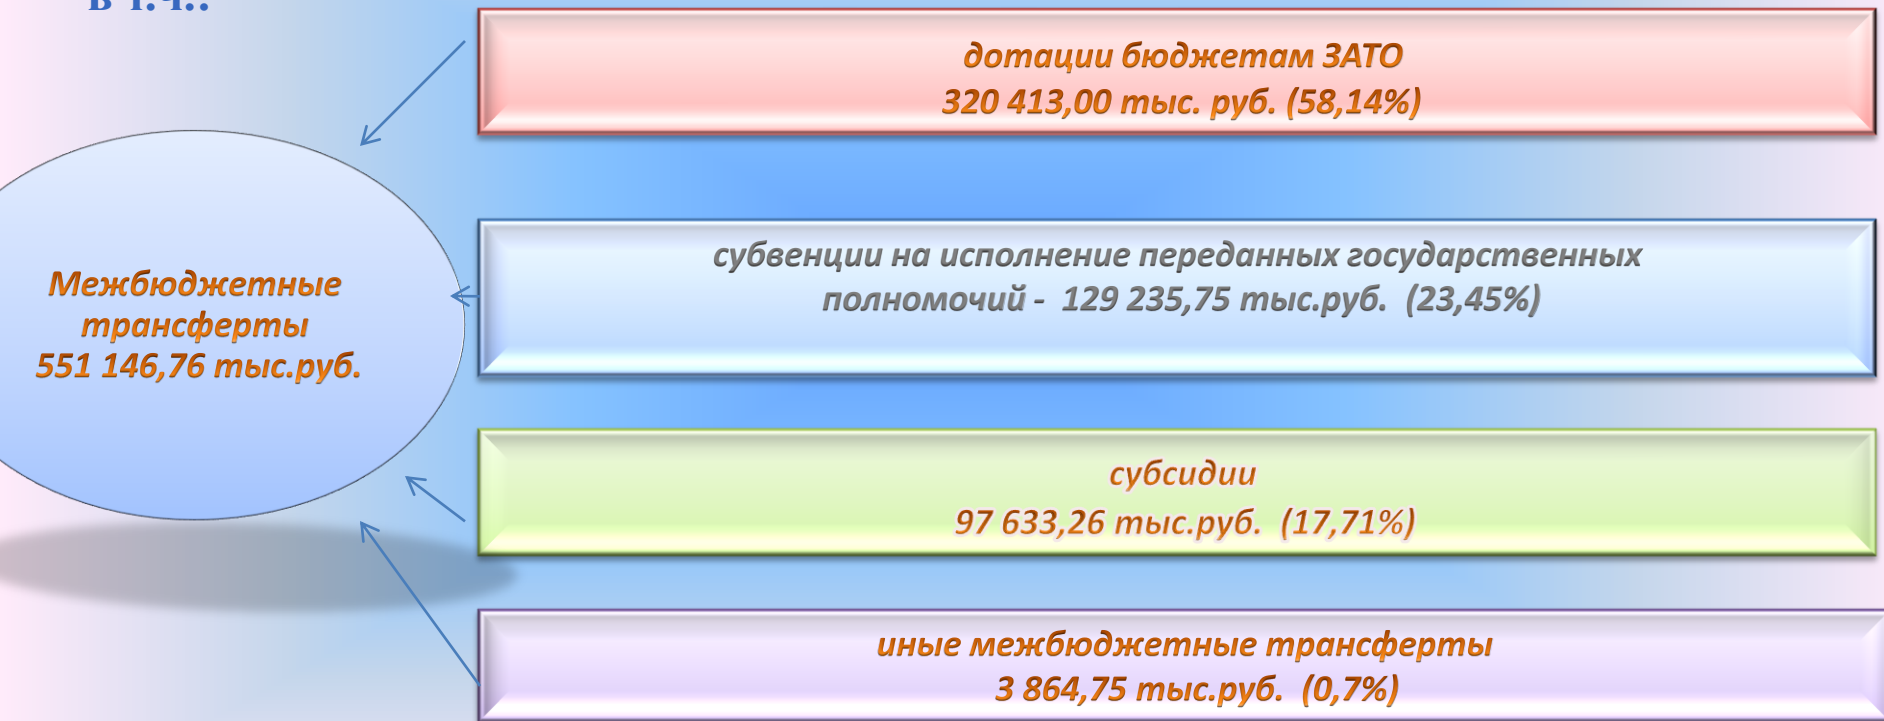 в т.ч.:
дотации бюджетам ЗАТО
320 413,00 тыс. руб. (58,14%)
Межбюджетные
трансферты
551 146,76 тыс.руб.
субвенции на исполнение переданных государственных
полномочий - 129 235,75 тыс.руб. (23,45%)
субсидии
97 633,26 тыс.руб. (17,71%)
иные межбюджетные трансферты
3 864,75 тыс.руб. (0,7%)